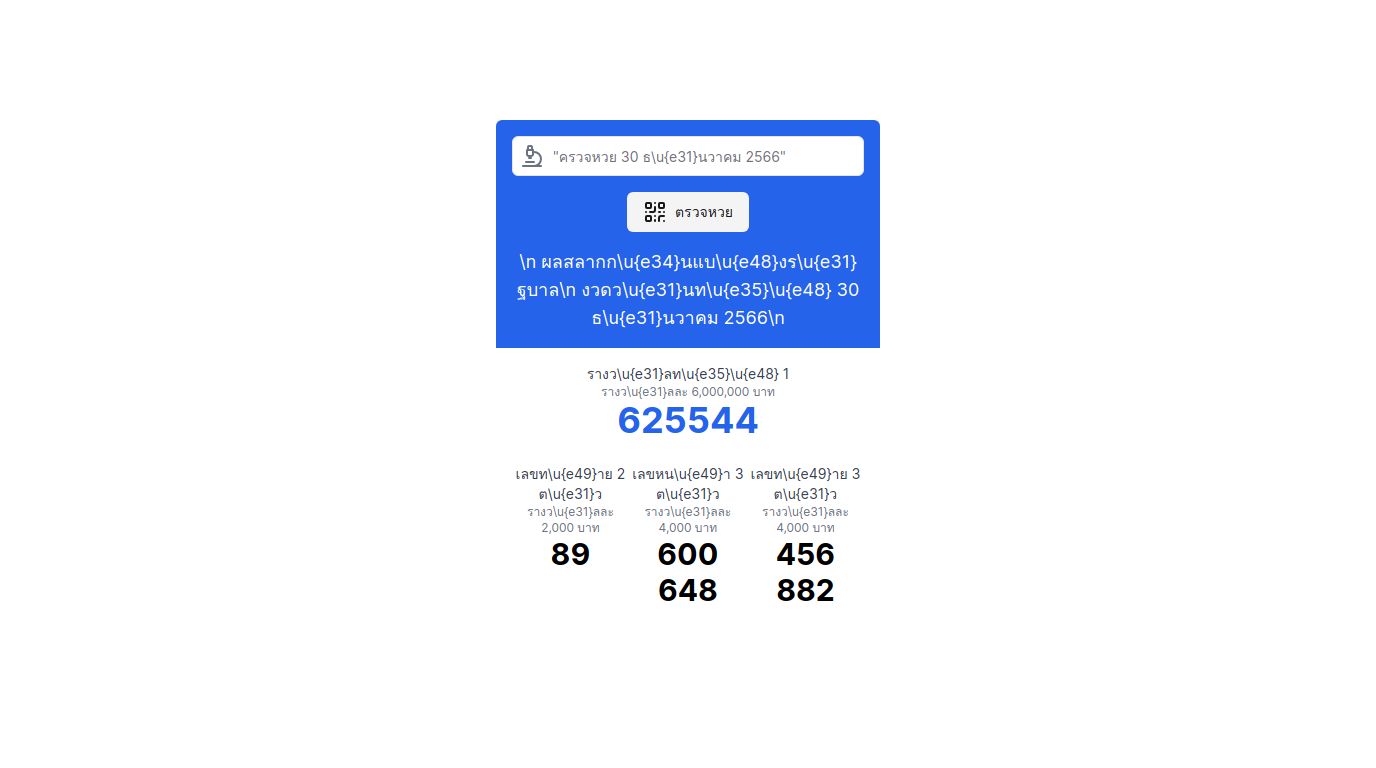 "ครวจหวย 30 ธ\u{e31}นวาคม 2566"
ตรวจหวย
\n ผลสลากก\u{e34}นแบ\u{e48}งร\u{e31}
ฐบาล\n งวดว\u{e31}นท\u{e35}\u{e48} 30
ธ\u{e31}นวาคม 2566\n
รางว\u{e31}ลท\u{e35}\u{e48} 1
รางว\u{e31}ลละ 6,000,000 บาท
625544
เลขท\u{e49}าย 2 เลขหน\u{e49}า 3 เลขท\u{e49}าย 3
ต\u{e31}ว ต\u{e31}ว ต\u{e31}ว
รางว\u{e31}ลละ รางว\u{e31}ลละ รางว\u{e31}ลละ
2,000 บาท 4,000 บาท 4,000 บาท
89 600 456
648 882